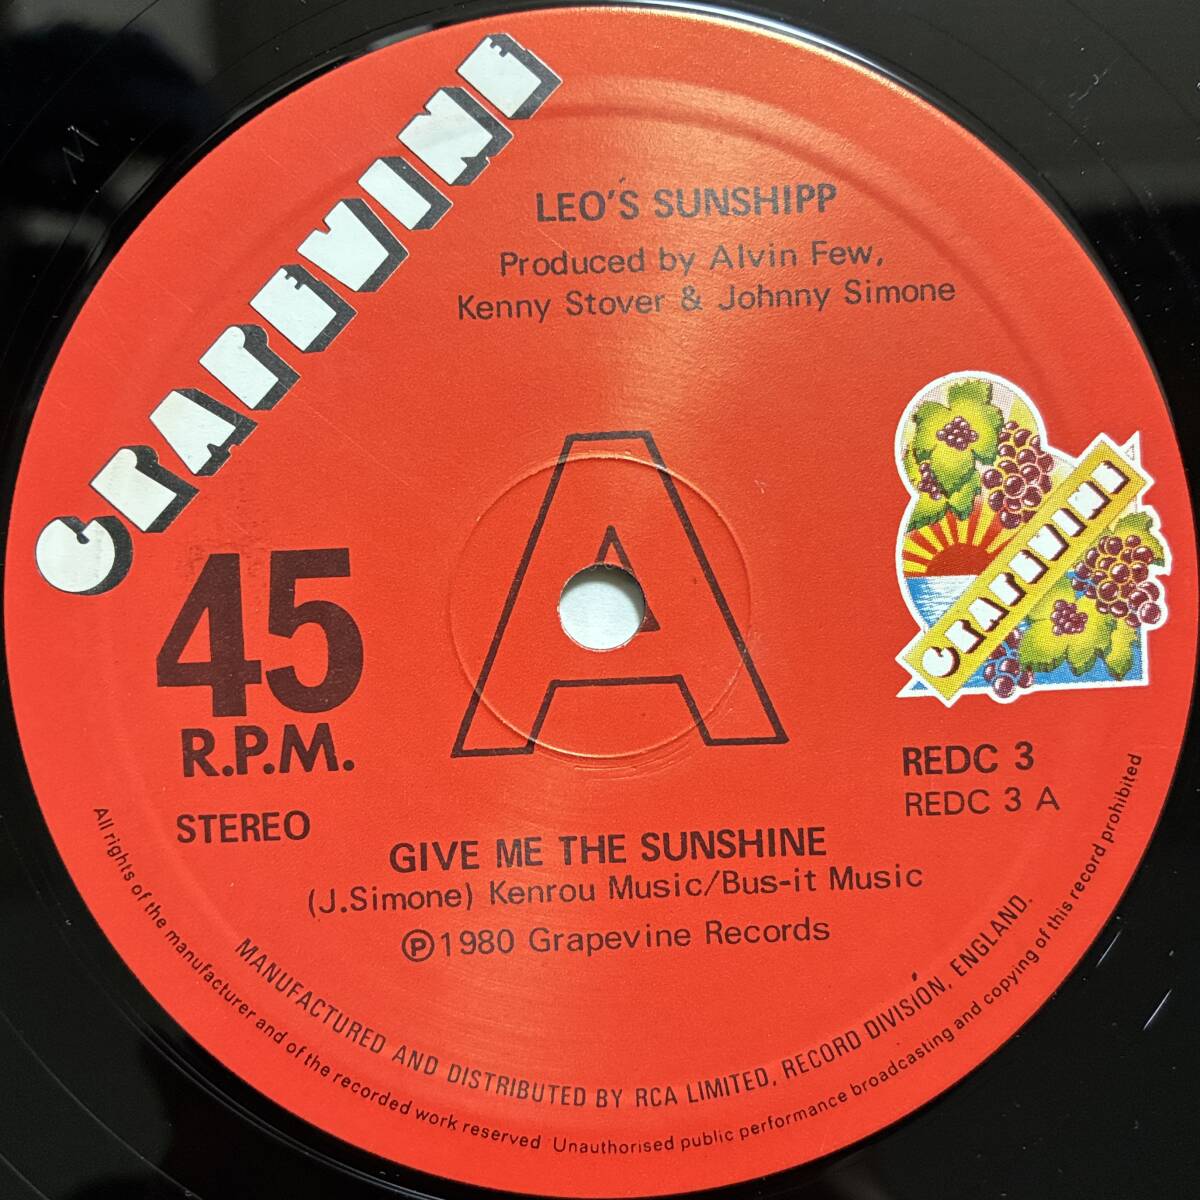 GRAPEVINE
LEO'S SUNSHIPP
Produced by Alvin Few,
Kenny Stover & Johnny Simone
A
GRAPEVINE
45
R.P.M.
STEREO
REDC 3
REDC 3 A
GIVE ME THE SUNSHINE
(J.Simone) Kenrou Music/Bus-it Music
Ⓟ1980 Grapevine Records
MANUFACTURED AND DISTRIBUTED BY RCA LIMITED, RECORD DIVISION, ENGLAND.
All rights of the manufacturer and of the recorded work reserved Unauthorised public performance broadcasting and copying of this record prohibited